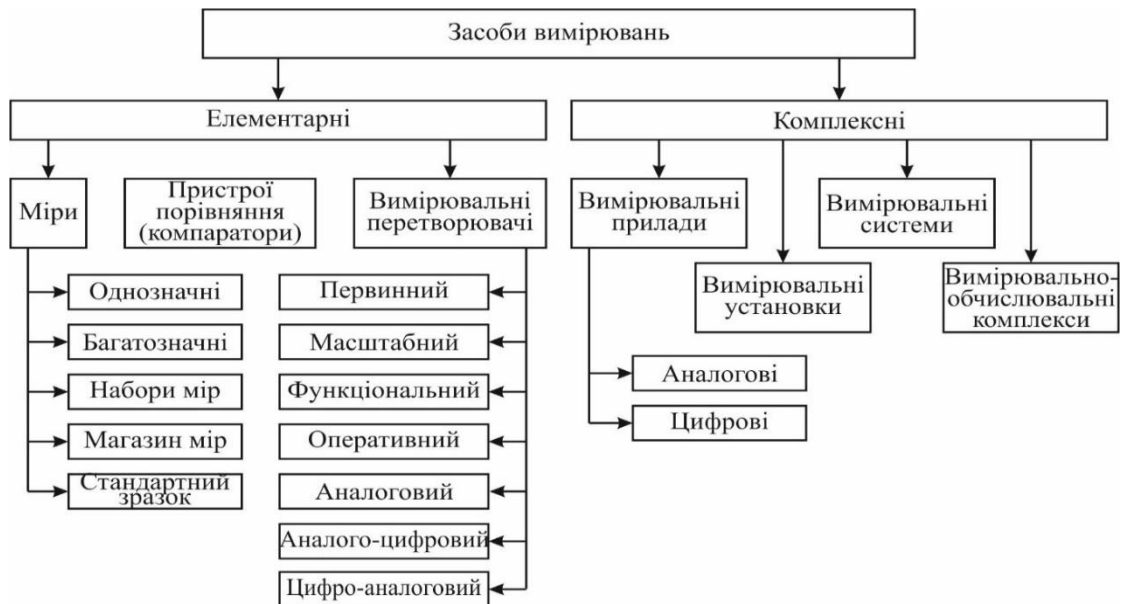 Засоби вимірювань
Елементарні
Комплексні
Міри
Пристрої
порівняння
(компаратори)
Вимірювальні
перетворювачі
Вимірювальні
прилади
Вимірювальні
системи
Вимірювальні
установки
Вимірювально-
обчислювальні
комплекси
Однозначні
Багатозначні
Набори мір
Магазин мір
Стандартний
зразок
Первинний
Масштабний
Функціональний
Оперативний
Аналоговий
Аналого-цифровий
Цифро-аналоговий
Аналогові
Цифрові